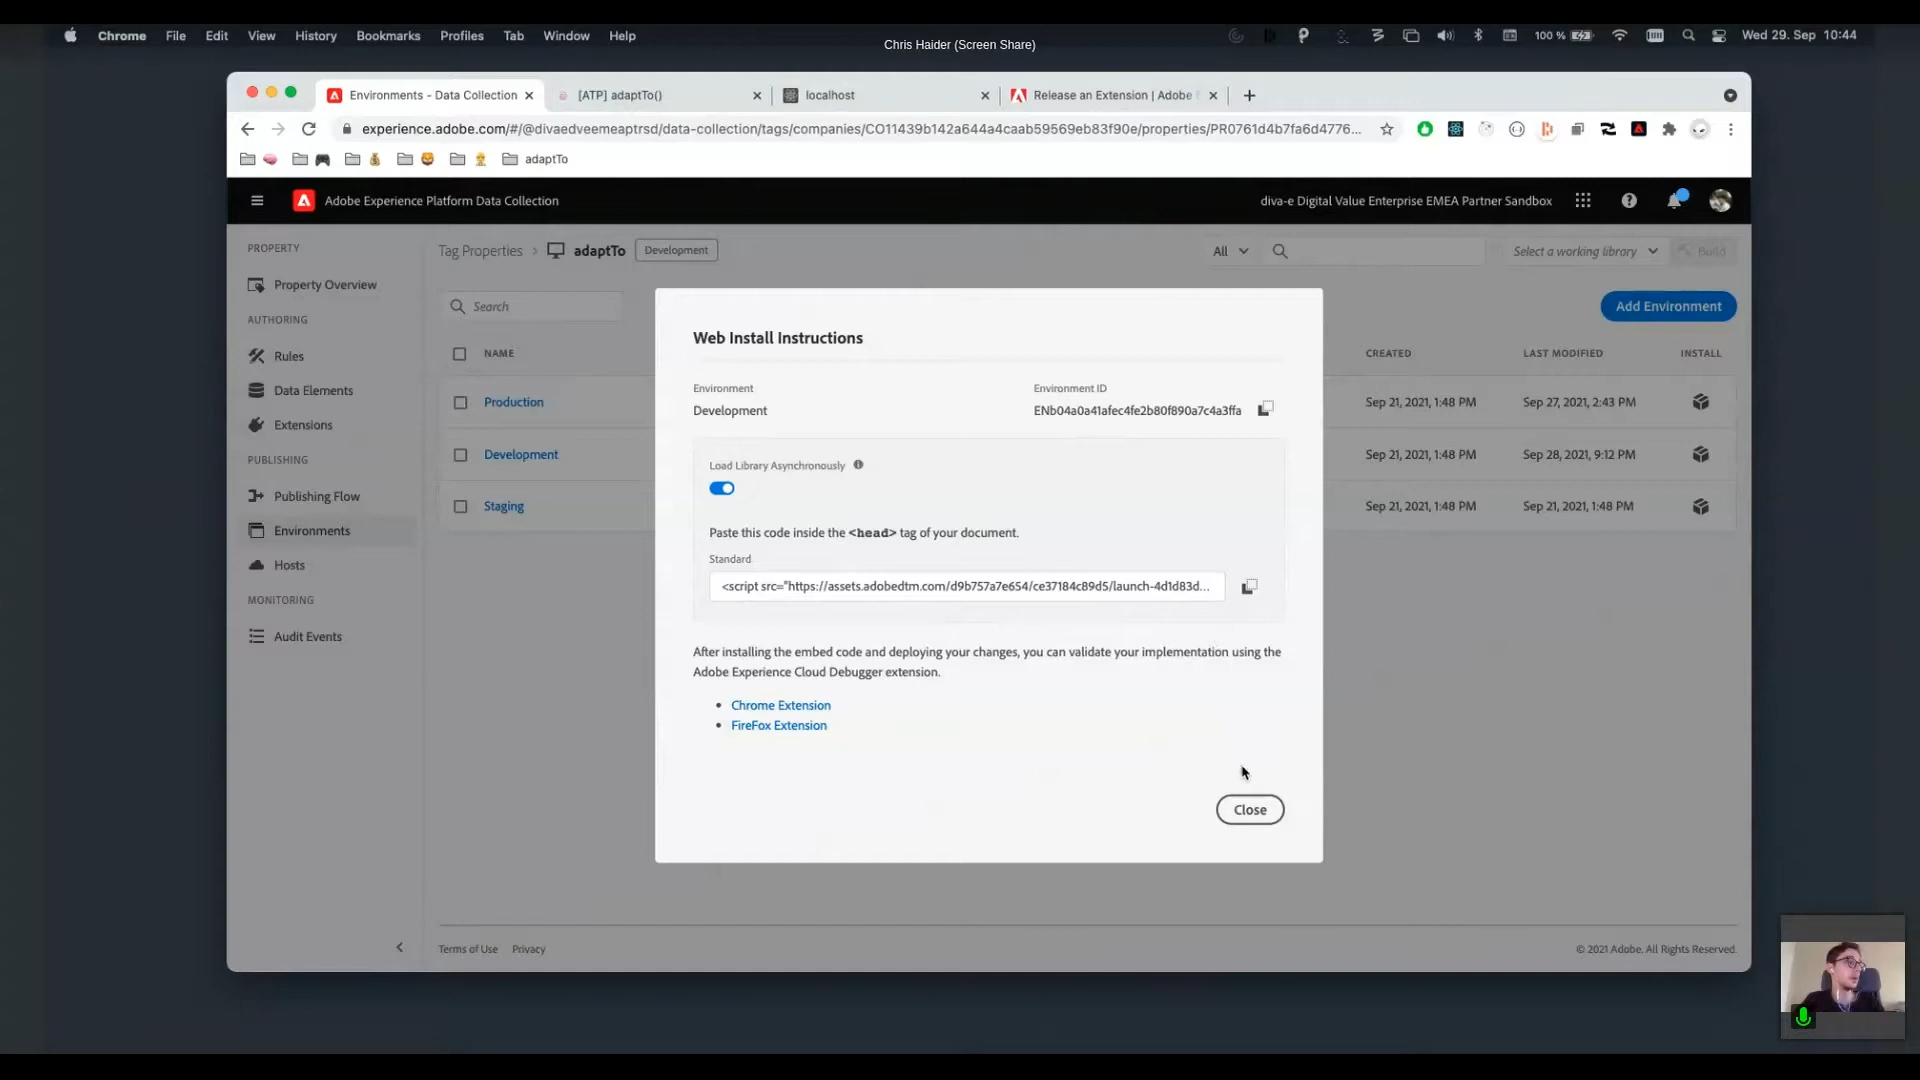 Chrome File Edit View History Bookmarks Profiles Tab Window Help
100 % Wed 29. Sep 10:44
Chris Haider (Screen Share)
Environments - Data Collection
[ATP] adaptTo()
localhost
Release an Extension | Adobe
experience.adobe.com/#/@divaedveemeaptrsd/data-collection/tags/companies/CO11439b142a644a4caab59569eb83f90e/properties/PR0761d4b7fa6d4776...
adaptTo
Adobe Experience Platform Data Collection
diva-e Digital Value Enterprise EMEA Partner Sandbox
PROPERTY
Property Overview
AUTHORING
Rules
Data Elements
Extensions
PUBLISHING
Publishing Flow
Environments
Hosts
MONITORING
Audit Events
Tag Properties > adaptTo Development
All
Select a working library
Build
Search
Add Environment
NAME CREATED LAST MODIFIED INSTALL
Production Sep 21, 2021, 1:48 PM Sep 27, 2021, 2:43 PM
Development Sep 21, 2021, 1:48 PM Sep 28, 2021, 9:12 PM
Staging Sep 21, 2021, 1:48 PM Sep 21, 2021, 1:48 PM
Web Install Instructions
Environment Environment ID
Development ENb04a0a41afec4fe2b80f890a7c4a3ffa
Load Library Asynchronously
Paste this code inside the <head> tag of your document.
Standard
<script src="https://assets.adobedtm.com/d9b757a7e654/ce37184c89d5/launch-4d1d83d...
After installing the embed code and deploying your changes, you can validate your implementation using the
Adobe Experience Cloud Debugger extension.
• Chrome Extension
• FireFox Extension
Close
Terms of Use Privacy
© 2021 Adobe. All Rights Reserved.